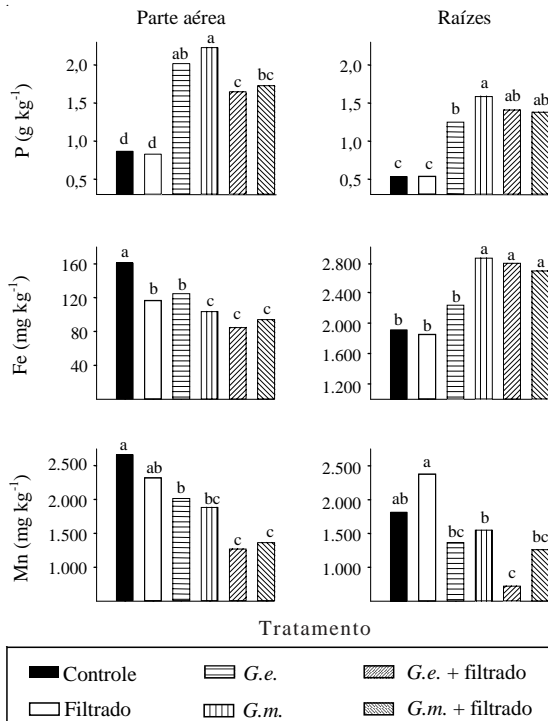 Parte aérea Raízes
P (g kg-1)
2,0
1,5
1,0
0,5
d d ab a c bc
2,0
1,5
1,0
0,5
c c b a ab ab
Fe (mg kg-1)
160
120
80
40
a b b c c c
2.800
2.400
2.000
1.600
1.200
b b b a a a
Mn (mg kg-1)
2.500
2.000
1.500
1.000
a ab b bc c c
2.500
2.000
1.500
1.000
ab a bc b c bc
Tratamento
Controle G.e. G.e. + filtrado
Filtrado G.m. G.m. + filtrado